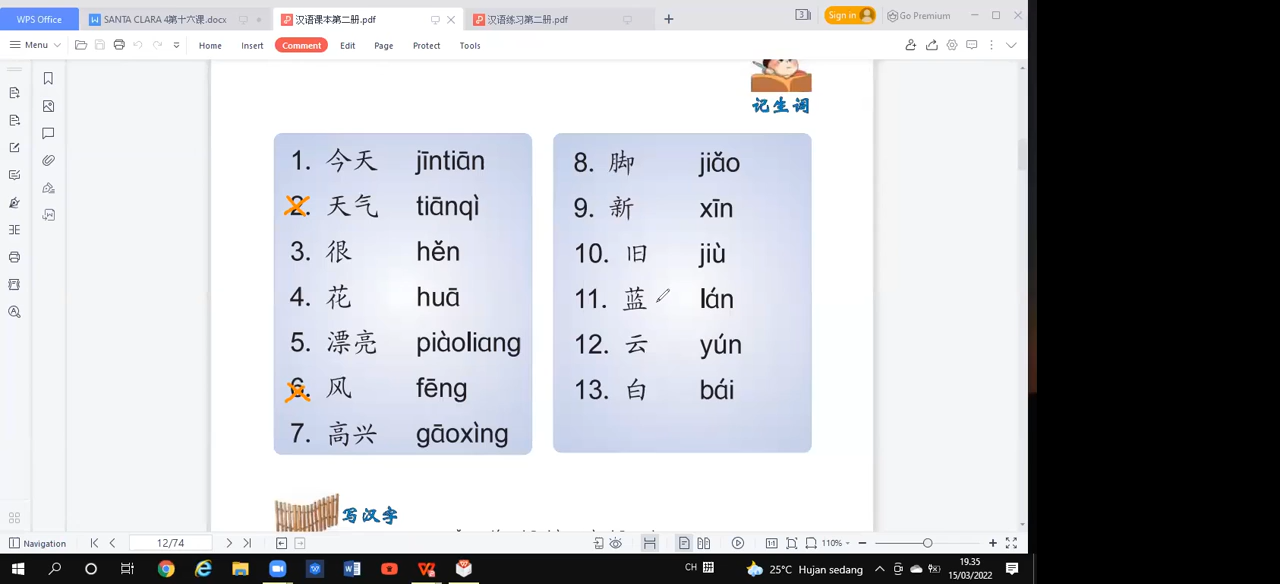 WPS Office
SANTA CLARA 4第十六课.docx
汉语课本第二册.pdf
汉语练习第二册.pdf
3
Sign in
Go Premium
Menu
Home Insert Comment Edit Page Protect Tools
记生词
1. 今天 jīntiān
2. 天气 tiānqì
3. 很 hěn
4. 花 huā
5. 漂亮 piàoliang
6. 风 fēng
7. 高兴 gāoxìng
8. 脚 jiǎo
9. 新 xīn
10. 旧 jiù
11. 蓝 lán
12. 云 yún
13. 白 bái
写汉字
Navigation
12/74
110%
CH
25°C Hujan sedang
19.35
15/03/2022